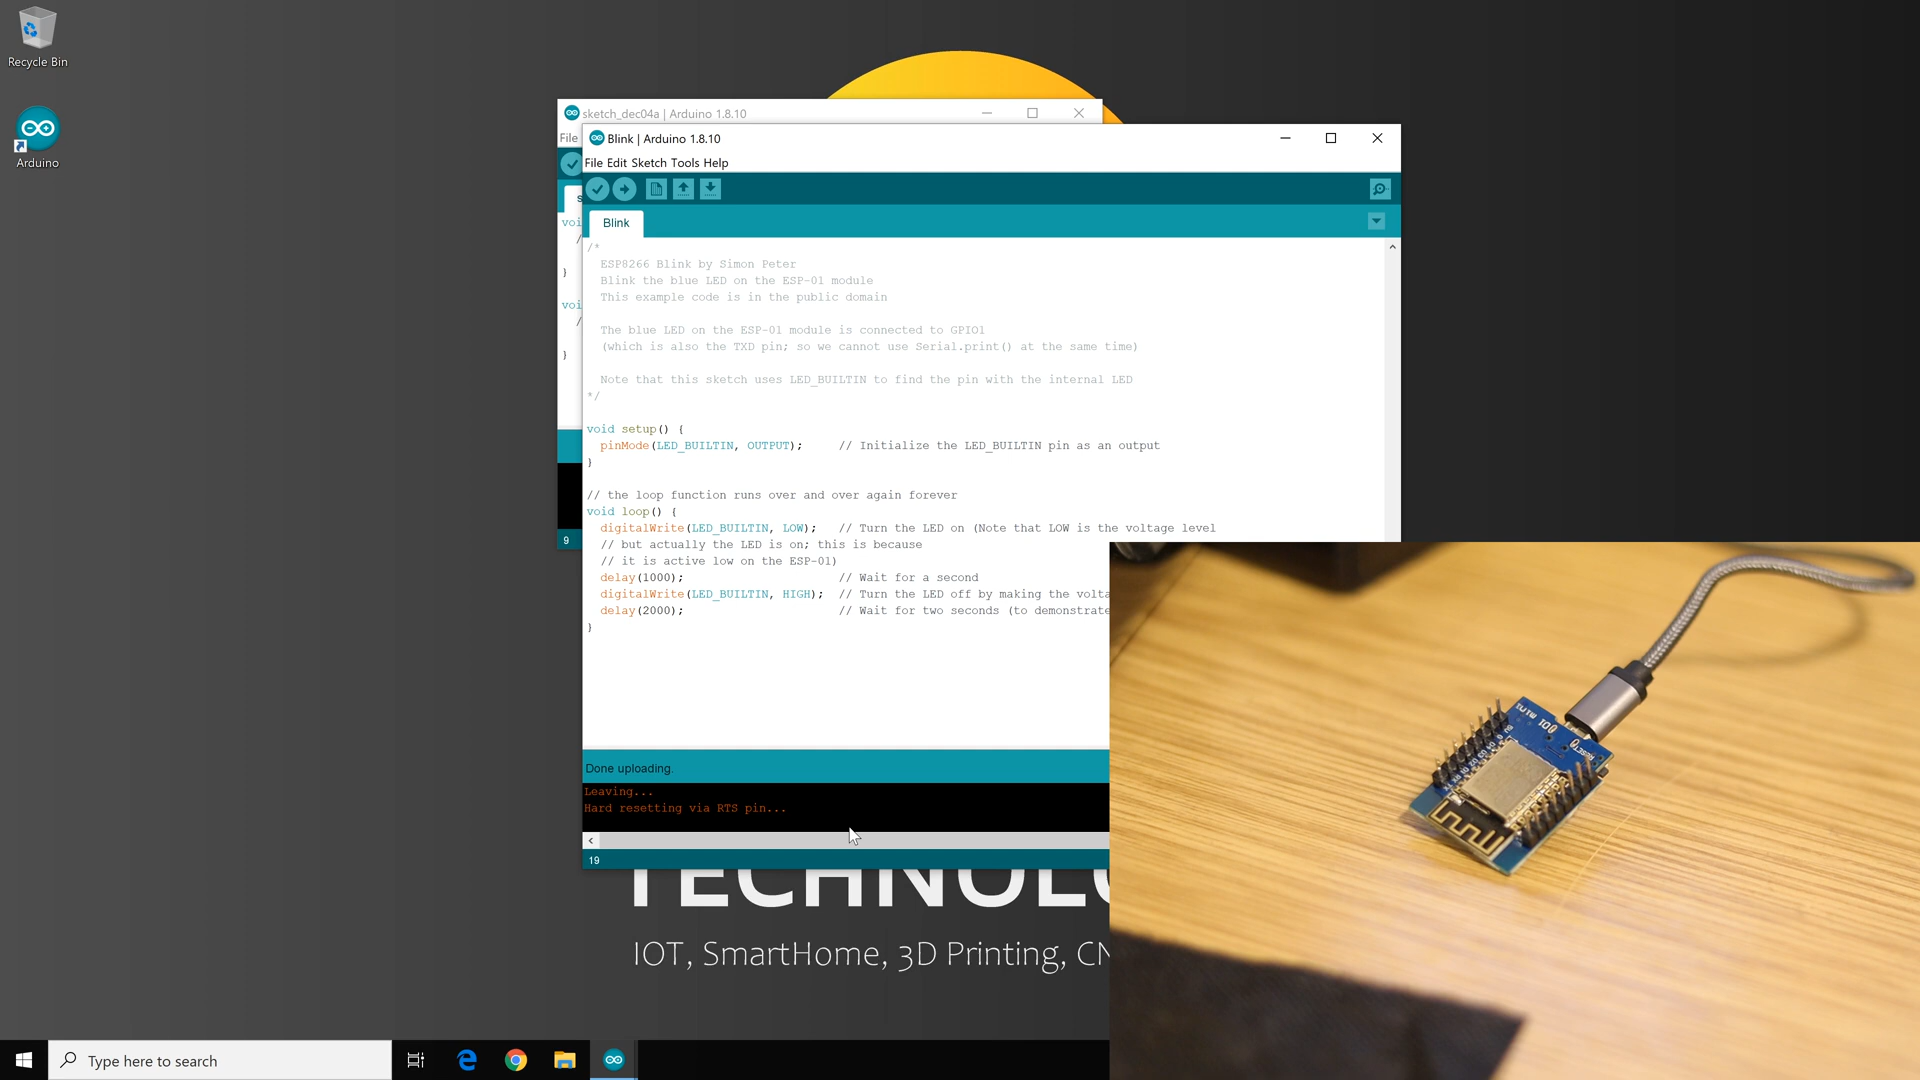 Recycle Bin
Arduino
sketch_dec04a | Arduino 1.8.10
File
Blink | Arduino 1.8.10
File Edit Sketch Tools Help
s
Blink
voi
/
}
voi
/
}
9
/*
ESP8266 Blink by Simon Peter
Blink the blue LED on the ESP-01 module
This example code is in the public domain
The blue LED on the ESP-01 module is connected to GPIO1
(which is also the TXD pin; so we cannot use Serial.print() at the same time)
Note that this sketch uses LED_BUILTIN to find the pin with the internal LED
*/
void setup() {
pinMode(LED_BUILTIN, OUTPUT); // Initialize the LED_BUILTIN pin as an output
}
// the loop function runs over and over again forever
void loop() {
digitalWrite(LED_BUILTIN, LOW); // Turn the LED on (Note that LOW is the voltage level
// but actually the LED is on; this is because
// it is active low on the ESP-01)
delay(1000); // Wait for a second
digitalWrite(LED_BUILTIN, HIGH); // Turn the LED off by making the volta
delay(2000); // Wait for two seconds (to demonstrate
}
Done uploading.
Leaving...
Hard resetting via RTS pin...
19
TECHNOLO
IOT, SmartHome, 3D Printing, CN
Type here to search